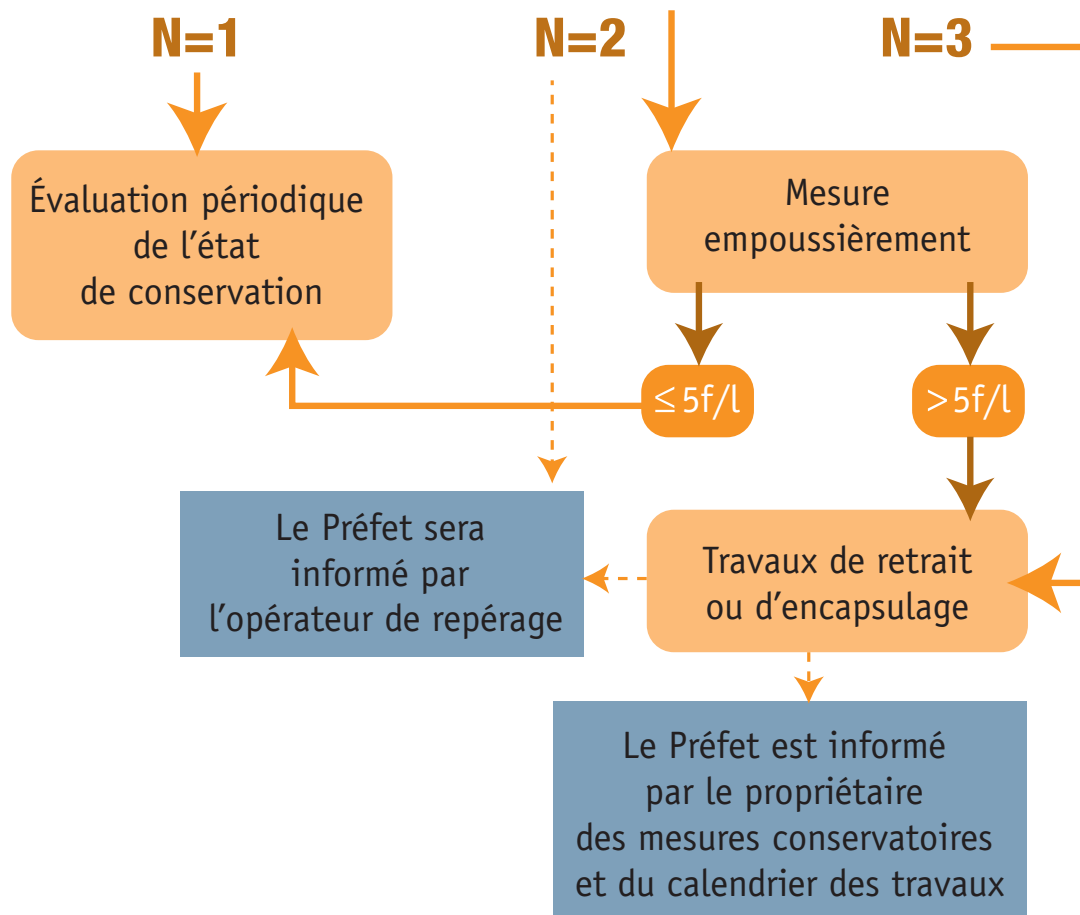 N=1
N=2
N=3
Évaluation périodique
de l'état
de conservation
Mesure
empoussièrement
≤5f/l
>5f/l
Le Préfet sera
informé par
l'opérateur de repérage
Travaux de retrait
ou d'encapsulage
Le Préfet est informé
par le propriétaire
des mesures conservatoires
et du calendrier des travaux